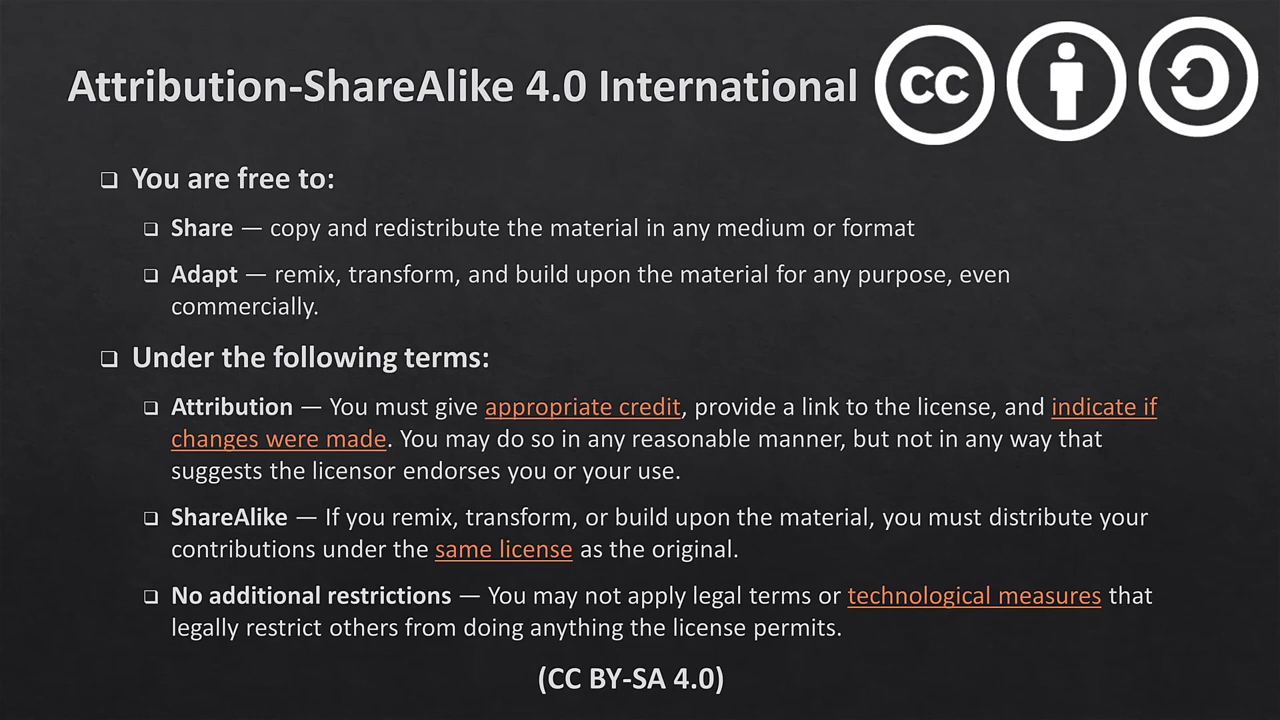 Attribution-ShareAlike 4.0 International
cc
You are free to:
Share — copy and redistribute the material in any medium or format
Adapt — remix, transform, and build upon the material for any purpose, even
commercially.
Under the following terms:
Attribution — You must give appropriate credit, provide a link to the license, and indicate if
changes were made. You may do so in any reasonable manner, but not in any way that
suggests the licensor endorses you or your use.
ShareAlike — If you remix, transform, or build upon the material, you must distribute your
contributions under the same license as the original.
No additional restrictions — You may not apply legal terms or technological measures that
legally restrict others from doing anything the license permits.
(CC BY-SA 4.0)